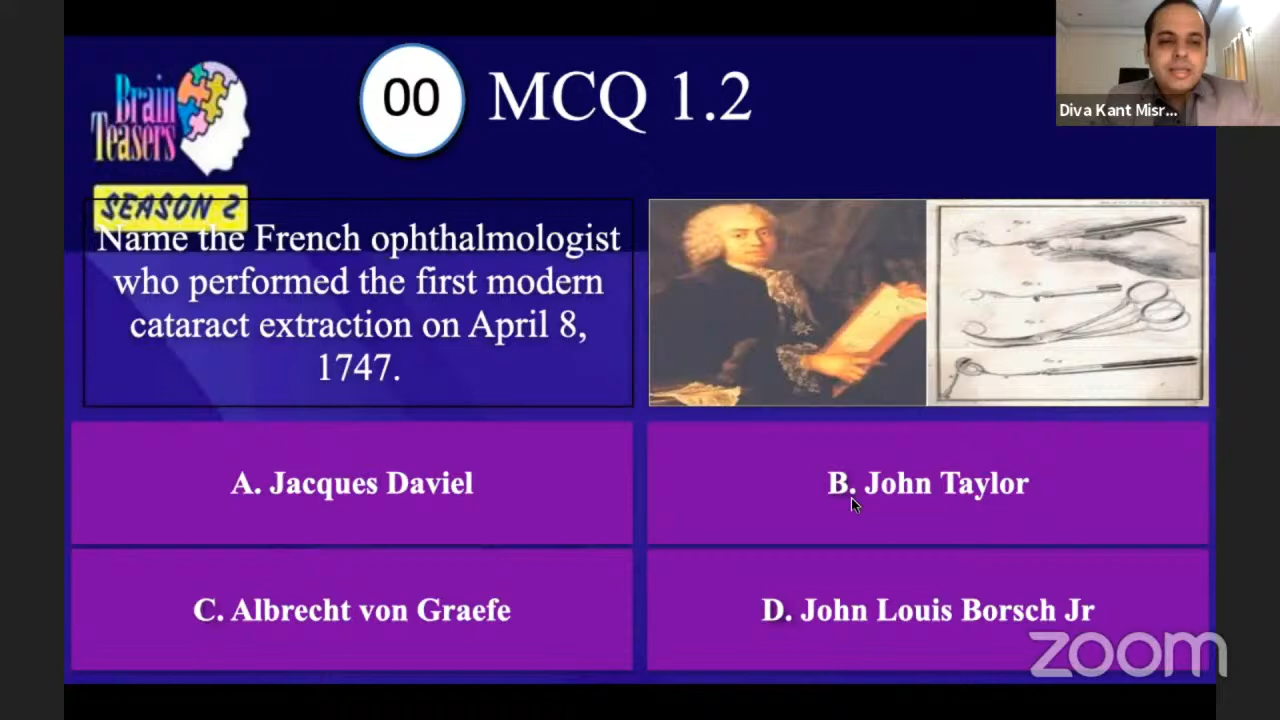 Brain
Teasers
SEASON 2
00
MCQ 1.2
Diva Kant Misr...
Name the French ophthalmologist
who performed the first modern
cataract extraction on April 8,
1747.
A. Jacques Daviel
B. John Taylor
C. Albrecht von Graefe
D. John Louis Borsch Jr
zoom